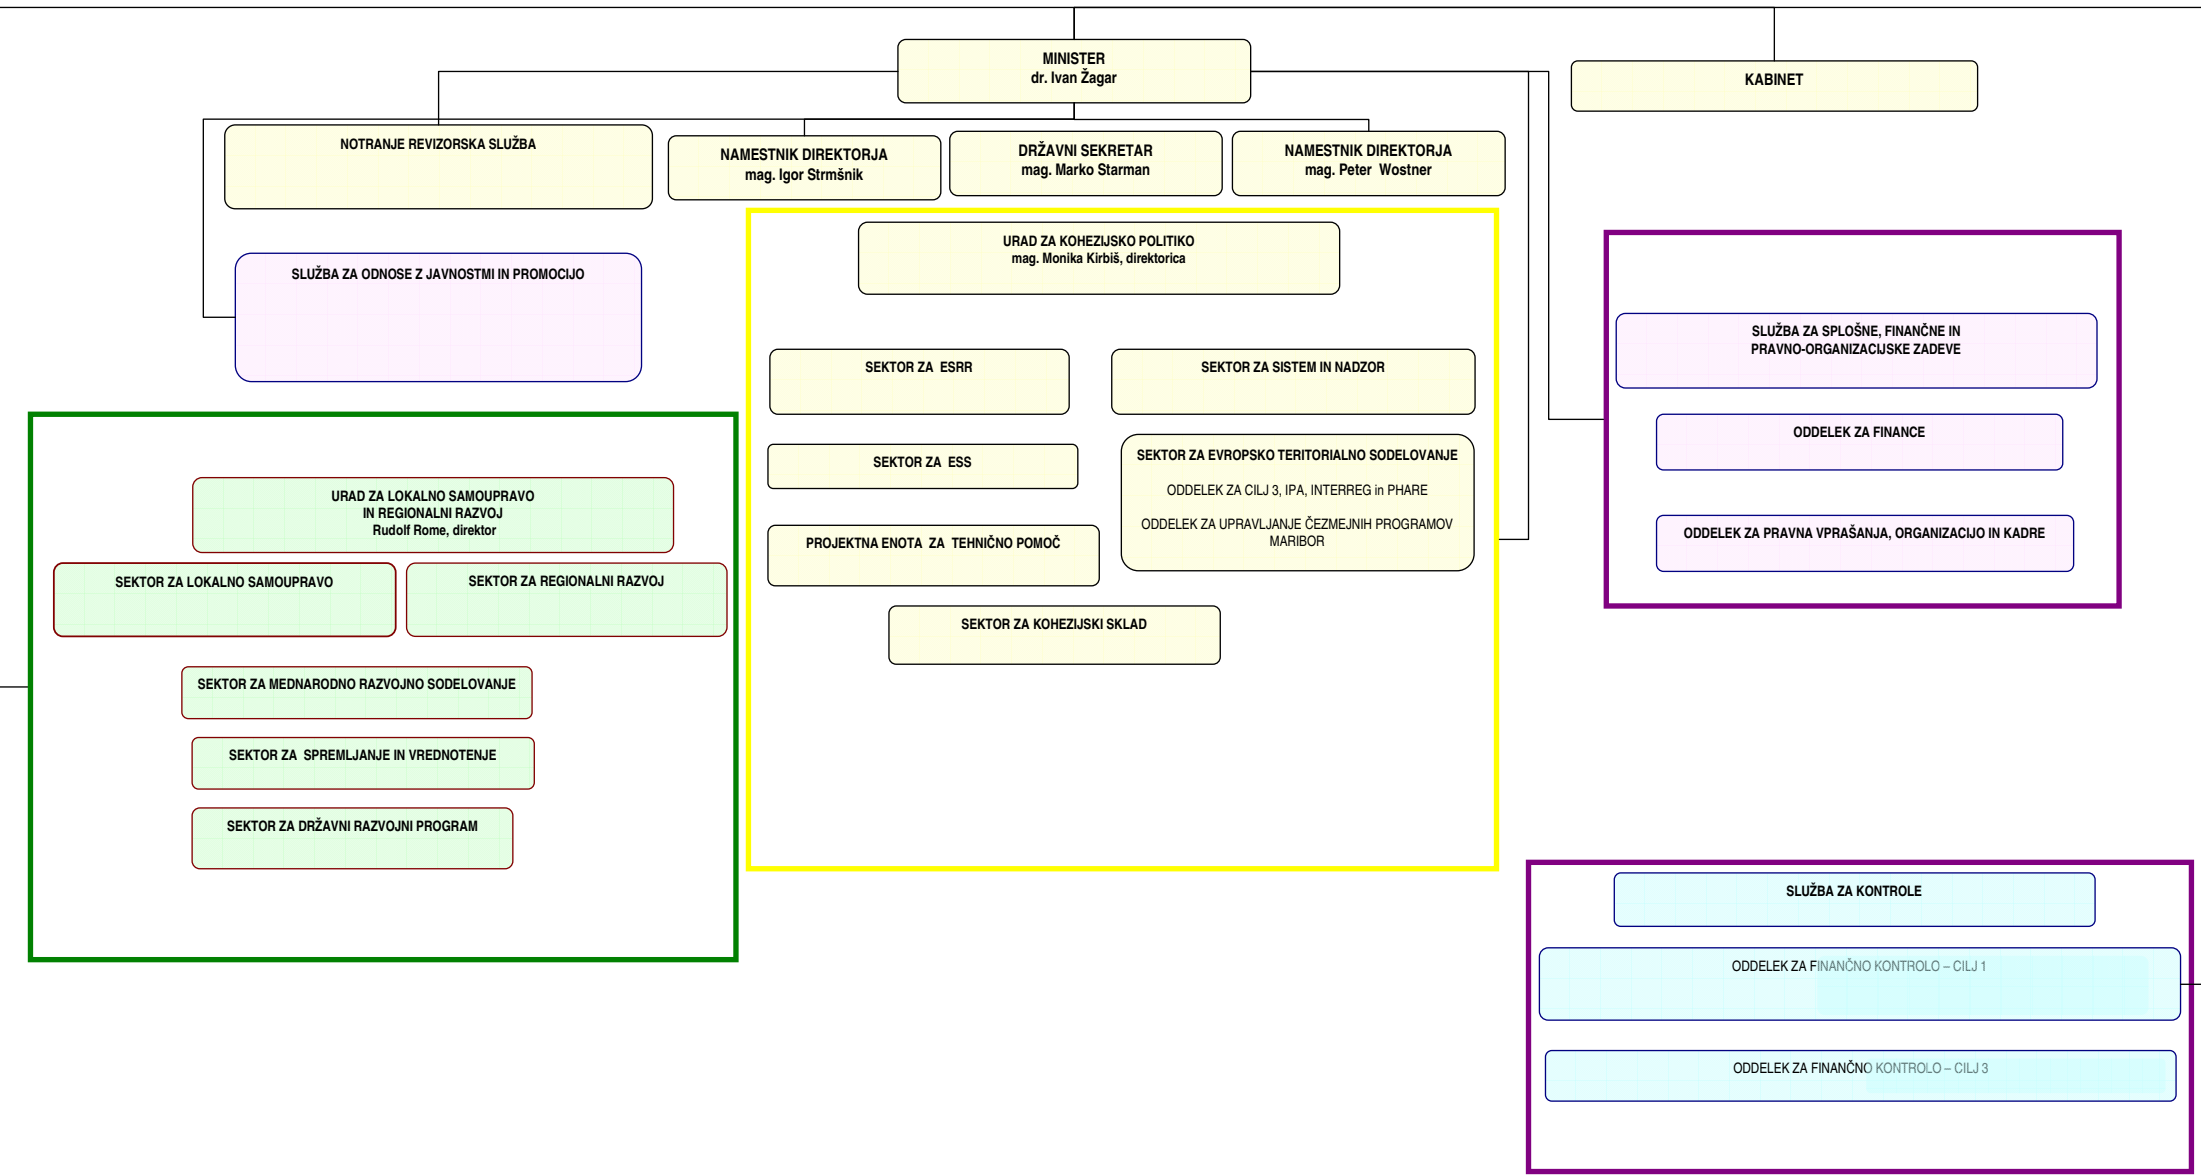 MINISTER
dr. Ivan Žagar
KABINET
NOTRANJE REVIZORSKA SLUŽBA
NAMESTNIK DIREKTORJA
mag. Igor Strmšnik
DRŽAVNI SEKRETAR
mag. Marko Starman
NAMESTNIK DIREKTORJA
mag. Peter Wostner
SLUŽBA ZA ODNOSE Z JAVNOSTMI IN PROMOCIJO
URAD ZA KOHEZIJSKO POLITIKO
mag. Monika Kirbiš, direktorica
SEKTOR ZA ESRR
SEKTOR ZA SISTEM IN NADZOR
SEKTOR ZA ESS
SEKTOR ZA EVROPSKO TERITORIALNO SODELOVANJE
ODDELEK ZA CILJ 3, IPA, INTERREG in PHARE
ODDELEK ZA UPRAVLJANJE ČEZMEJNIH PROGRAMOV
MARIBOR
PROJEKTNA ENOTA ZA TEHNIČNO POMOČ
SEKTOR ZA KOHEZIJSKI SKLAD
SLUŽBA ZA SPLOŠNE, FINANČNE IN
PRAVNO-ORGANIZACIJSKE ZADEVE
ODDELEK ZA FINANCE
ODDELEK ZA PRAVNA VPRAŠANJA, ORGANIZACIJO IN KADRE
URAD ZA LOKALNO SAMOUPRAVO
IN REGIONALNI RAZVOJ
Rudolf Rome, direktor
SEKTOR ZA LOKALNO SAMOUPRAVO
SEKTOR ZA REGIONALNI RAZVOJ
SEKTOR ZA MEDNARODNO RAZVOJNO SODELOVANJE
SEKTOR ZA SPREMLJANJE IN VREDNOTENJE
SEKTOR ZA DRŽAVNI RAZVOJNI PROGRAM
SLUŽBA ZA KONTROLE
ODDELEK ZA FINANČNO KONTROLO – CILJ 1
ODDELEK ZA FINANČNO KONTROLO – CILJ 3